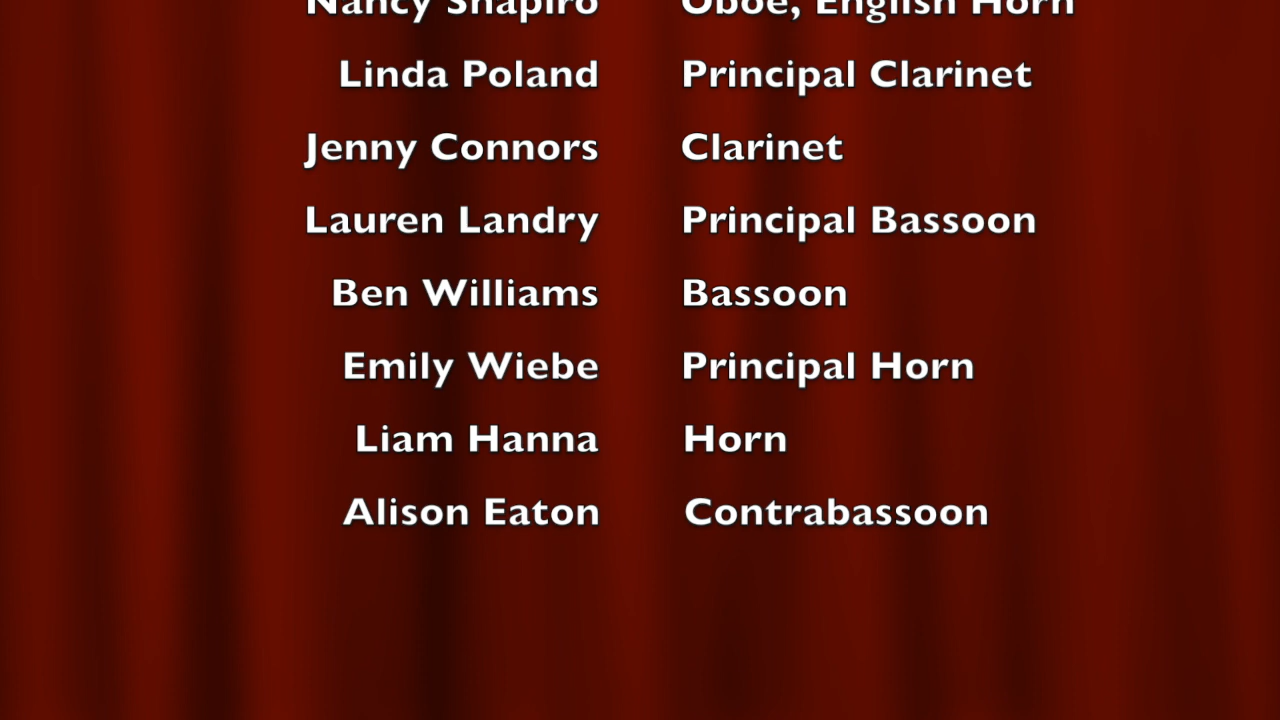 Nancy Shapiro Oboe, English Horn
Linda Poland Principal Clarinet
Jenny Connors Clarinet
Lauren Landry Principal Bassoon
Ben Williams Bassoon
Emily Wiebe Principal Horn
Liam Hanna Horn
Alison Eaton Contrabassoon